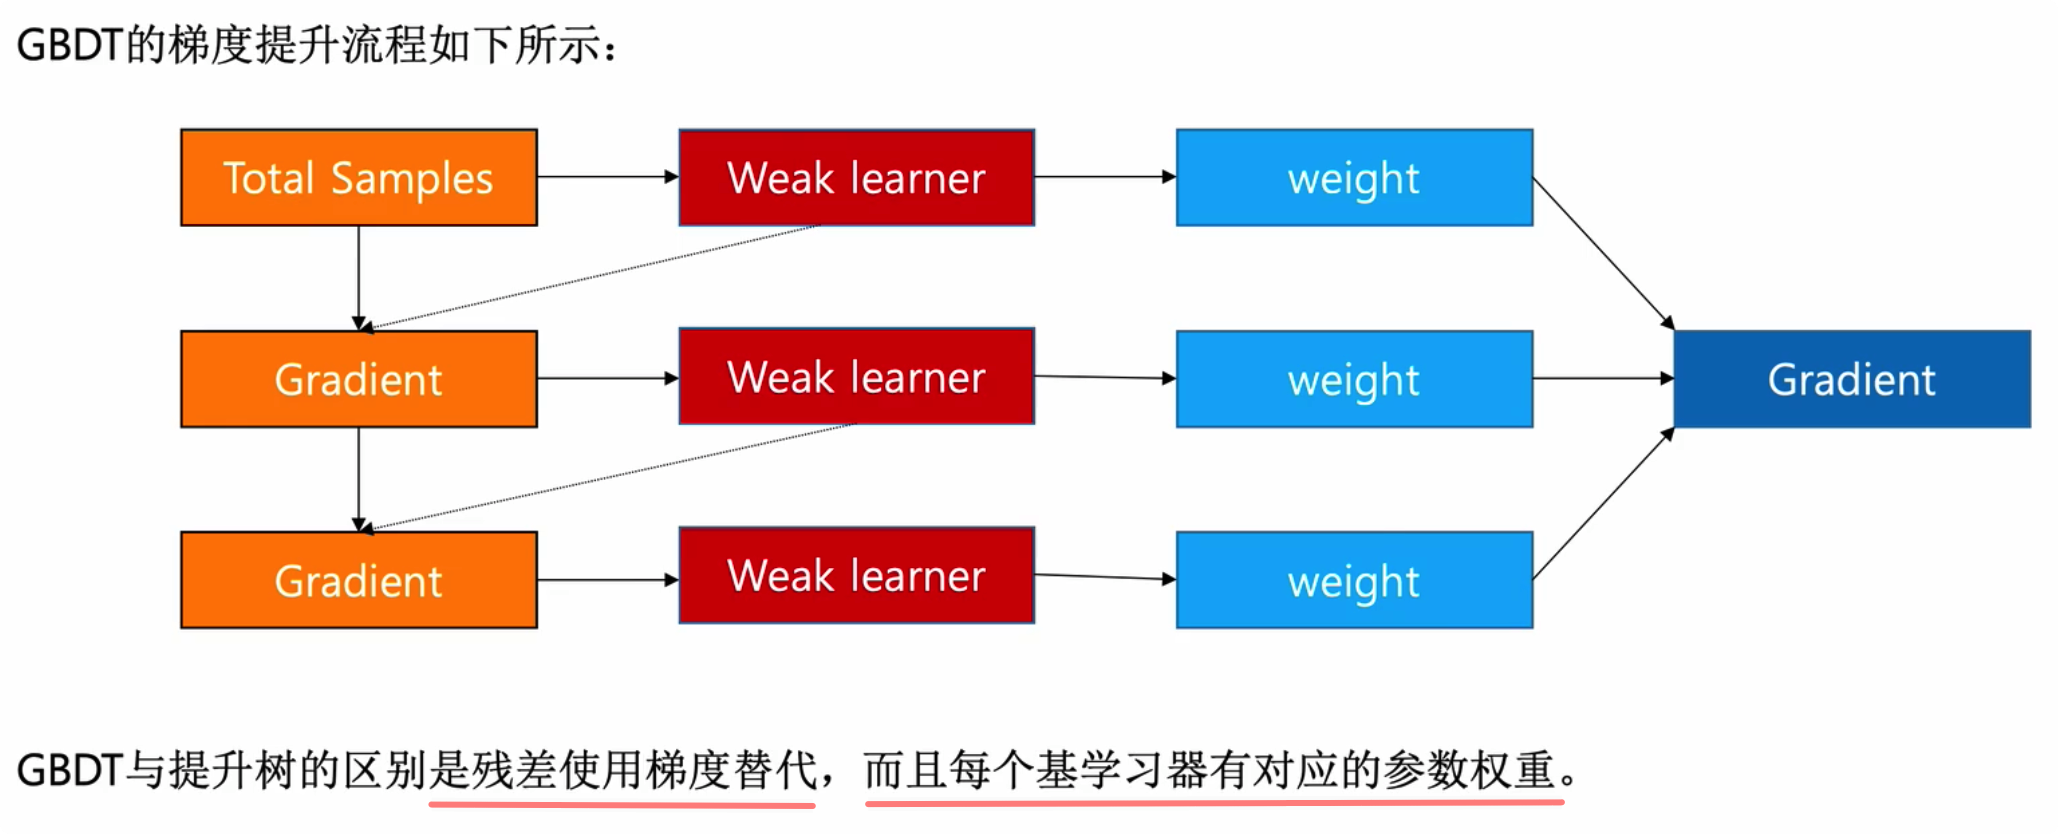 GBDT的梯度提升流程如下所示：
Total Samples
Weak learner
weight
Gradient
Weak learner
weight
Gradient
Gradient
Weak learner
weight
GBDT与提升树的区别是残差使用梯度替代，而且每个基学习器有对应的参数权重。